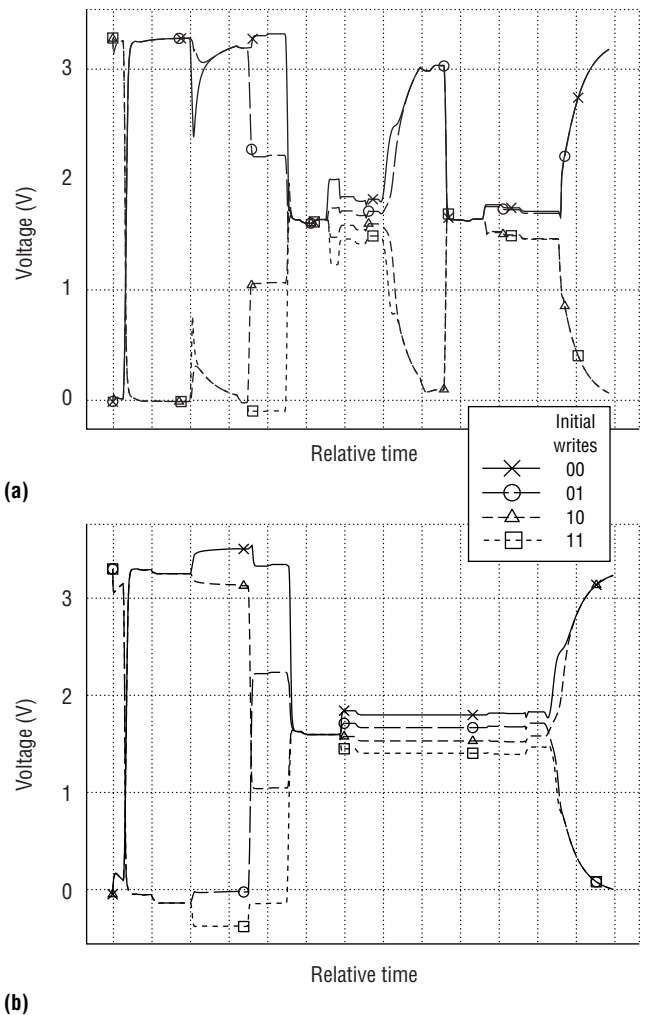 3
2
1
0
Voltage (V)
Relative time
(a)
Initial
writes
00
01
10
11
3
2
1
0
Voltage (V)
Relative time
(b)